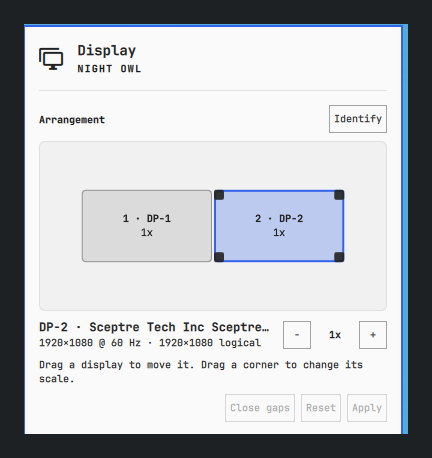 Display
NIGHT OWL
Arrangement
Identify
1 · DP-1
1x
2 · DP-2
1x
DP-2 · Sceptre Tech Inc Sceptre…
1920×1080 @ 60 Hz · 1920×1080 logical
-
1x
+
Drag a display to move it. Drag a corner to change its
scale.
Close gaps
Reset
Apply